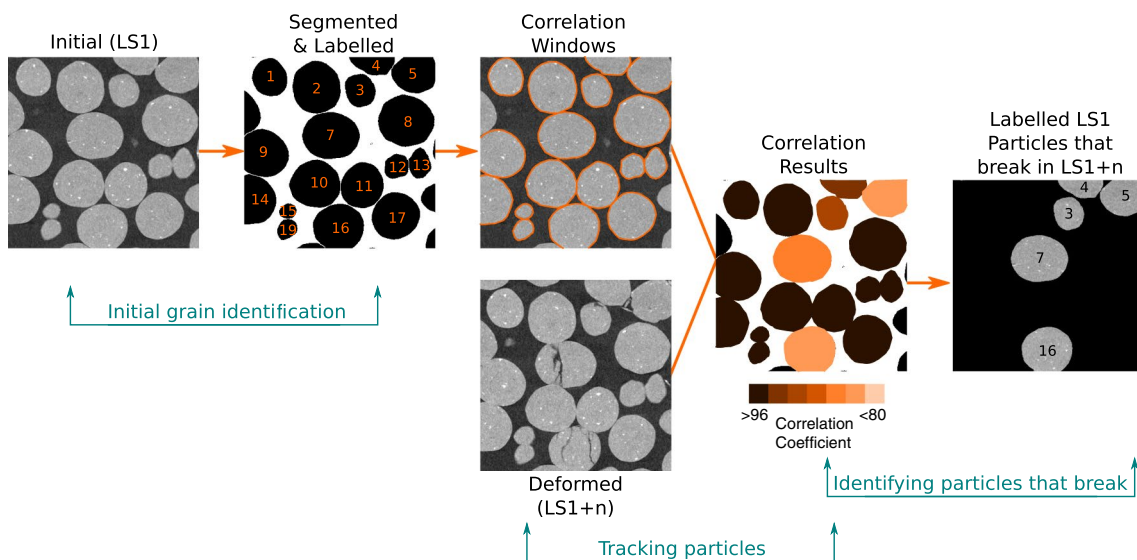 Initial (LS1)
Segmented
& Labelled
Correlation
Windows
1
2
3
4
5
7
8
9
10
11
12
13
14
15
16
17
19
Initial grain identification
Deformed
(LS1+n)
Correlation
Results
>96
<80
Correlation
Coefficient
Labelled LS1
Particles that
break in LS1+n
4
5
3
7
16
Identifying particles that break
Tracking particles